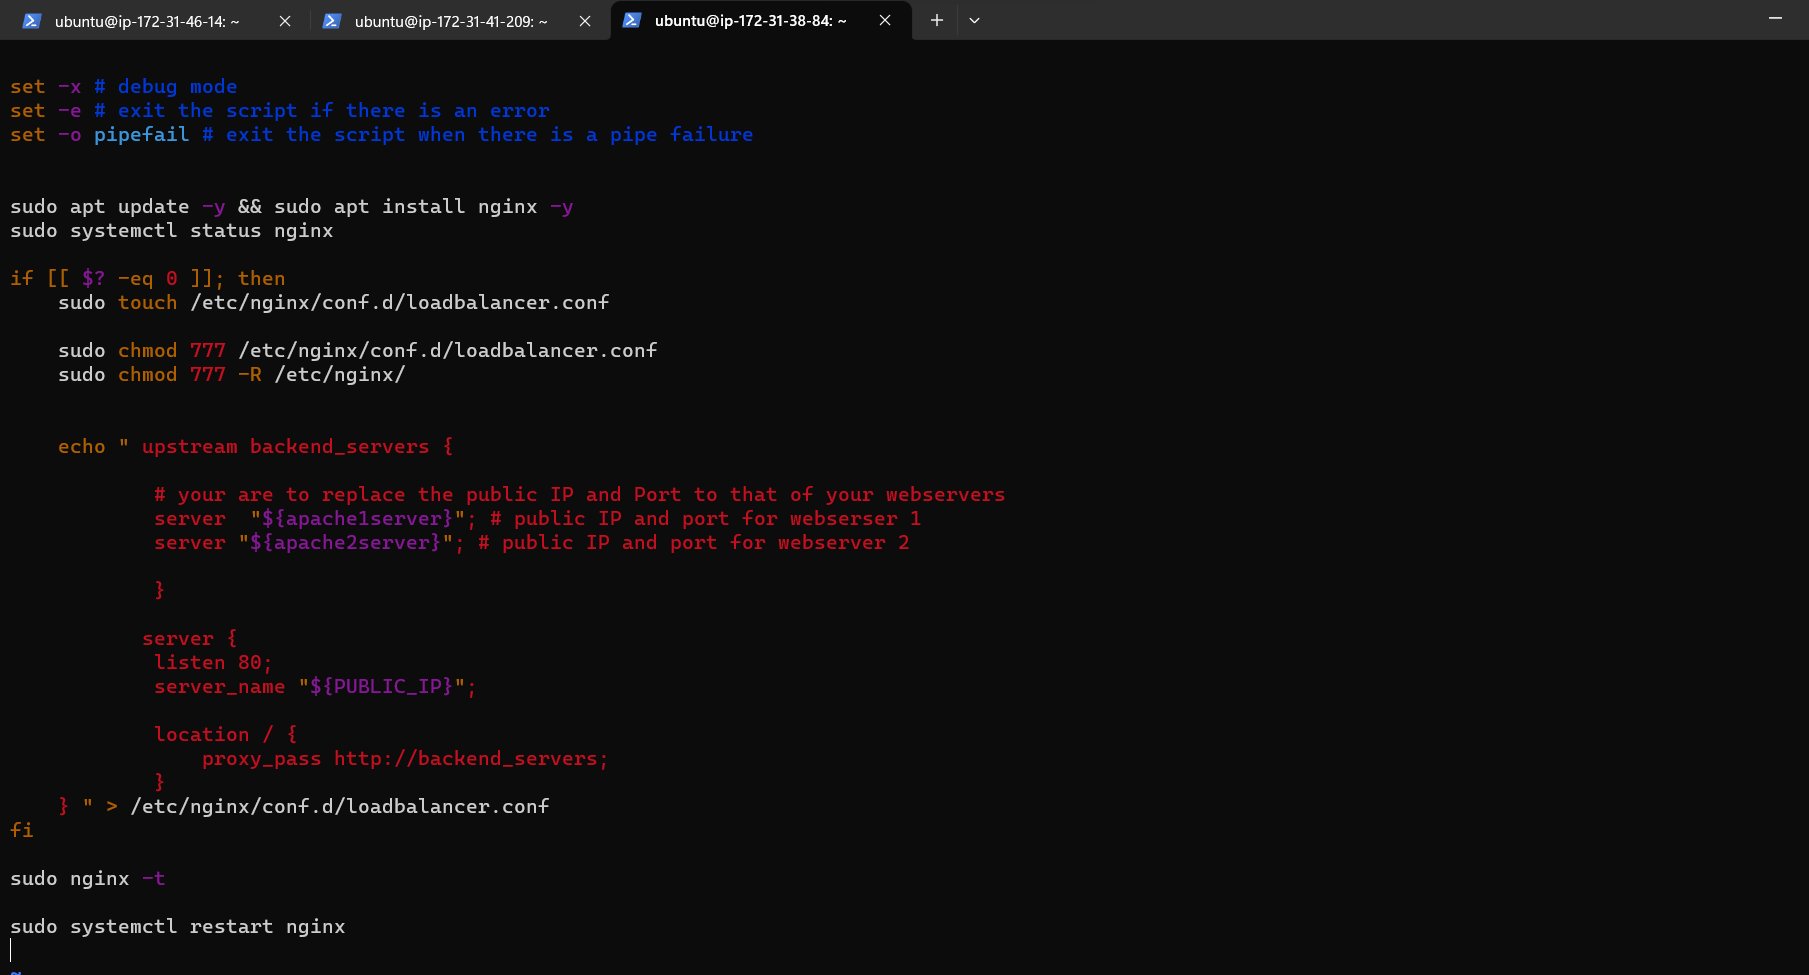 ubuntu@ip-172-31-46-14: ~
ubuntu@ip-172-31-41-209: ~
ubuntu@ip-172-31-38-84: ~
set -x # debug mode
set -e # exit the script if there is an error
set -o pipefail # exit the script when there is a pipe failure
sudo apt update -y && sudo apt install nginx -y
sudo systemctl status nginx
if [[ $? -eq 0 ]]; then
    sudo touch /etc/nginx/conf.d/loadbalancer.conf
    sudo chmod 777 /etc/nginx/conf.d/loadbalancer.conf
    sudo chmod 777 -R /etc/nginx/
    echo " upstream backend_servers {
            # your are to replace the public IP and Port to that of your webservers
            server  "${apache1server}"; # public IP and port for webserser 1
            server "${apache2server}"; # public IP and port for webserver 2
            }
           server {
            listen 80;
            server_name "${PUBLIC_IP}";
            location / {
                proxy_pass http://backend_servers;
            }
    } " > /etc/nginx/conf.d/loadbalancer.conf
fi
sudo nginx -t
sudo systemctl restart nginx
~